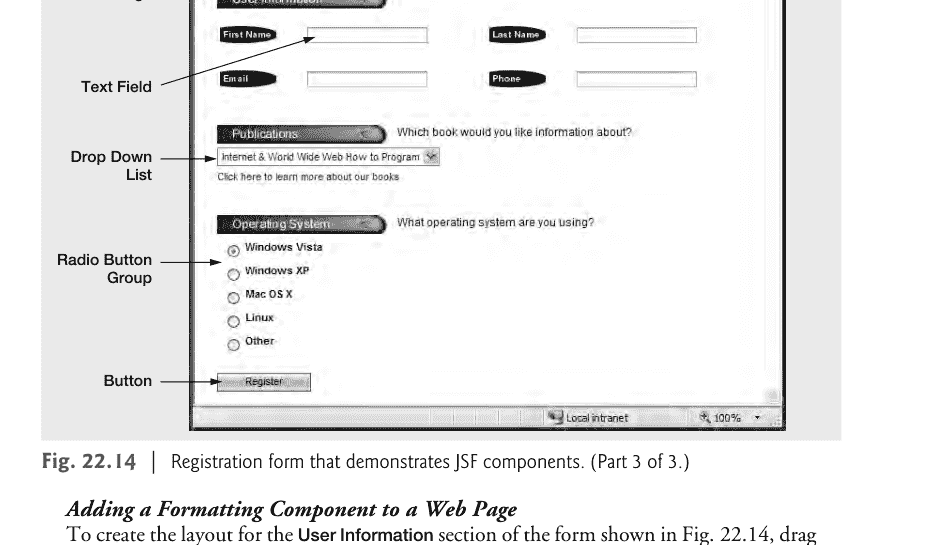 User Information
First Name Last Name
Text Field
Email Phone
Publications Which book would you like information about?
Drop Down
List
Internet & World Wide Web How to Program
Click here to learn more about our books
Operating System What operating system are you using?
Radio Button
Group
Windows Vista
Windows XP
Mac OS X
Linux
Other
Button
Register
Local intranet 100%
Fig. 22.14 | Registration form that demonstrates JSF components. (Part 3 of 3.)
Adding a Formatting Component to a Web Page
To create the layout for the User Information section of the form shown in Fig. 22.14, drag